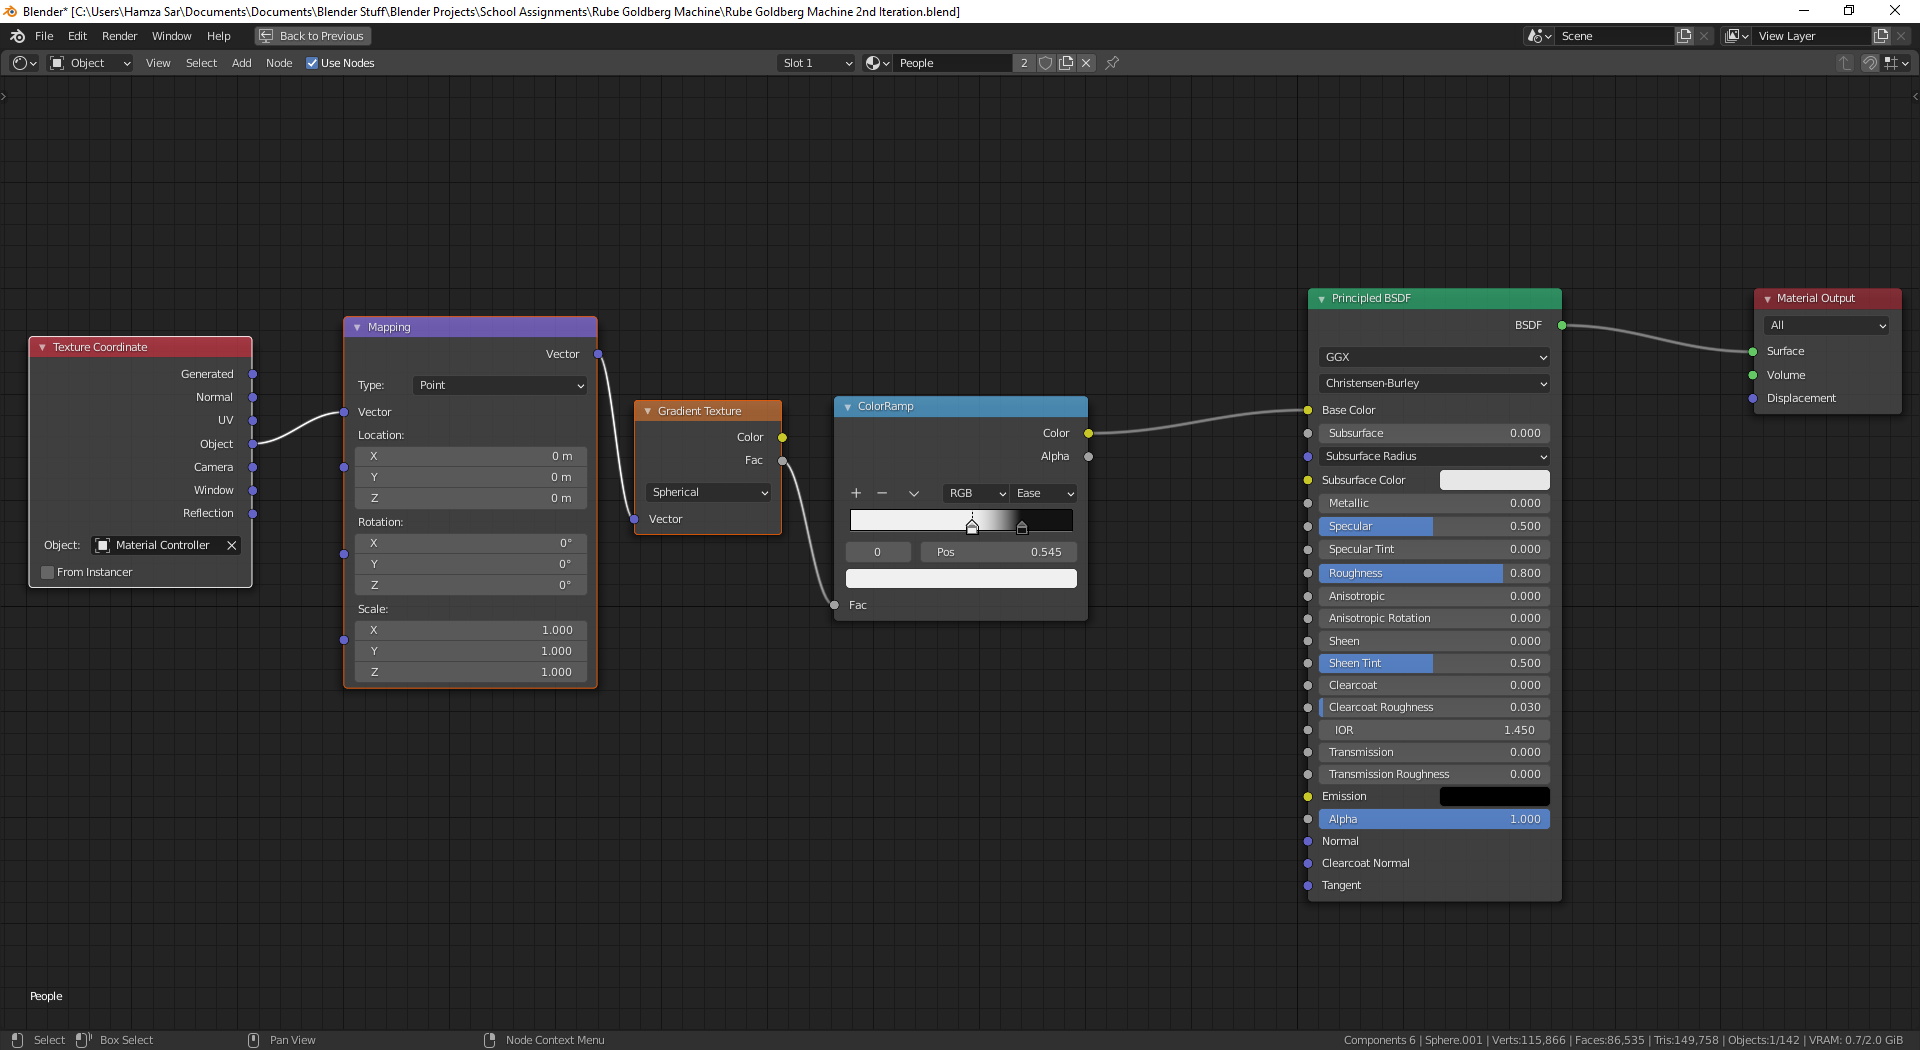 Blender* [C:\Users\Hamza Sar\Documents\Documents\Blender Stuff\Blender Projects\School Assignments\Rube Goldberg Machine\Rube Goldberg Machine 2nd Iteration.blend]
File Edit Render Window Help Back to Previous Scene View Layer
Object View Select Add Node Use Nodes Slot 1 People 2
Texture Coordinate
Generated
Normal
UV
Object
Camera
Window
Reflection
Object: Material Controller
From Instancer
Mapping
Vector
Type: Point
Vector
Location:
X 0 m
Y 0 m
Z 0 m
Rotation:
X 0°
Y 0°
Z 0°
Scale:
X 1.000
Y 1.000
Z 1.000
Gradient Texture
Color
Fac
Spherical
Vector
ColorRamp
Color
Alpha
RGB Ease
0 Pos 0.545
Fac
Principled BSDF
BSDF
GGX
Christensen-Burley
Base Color
Subsurface 0.000
Subsurface Radius
Subsurface Color
Metallic 0.000
Specular 0.500
Specular Tint 0.000
Roughness 0.800
Anisotropic 0.000
Anisotropic Rotation 0.000
Sheen 0.000
Sheen Tint 0.500
Clearcoat 0.000
Clearcoat Roughness 0.030
IOR 1.450
Transmission 0.000
Transmission Roughness 0.000
Emission
Alpha 1.000
Normal
Clearcoat Normal
Tangent
Material Output
All
Surface
Volume
Displacement
People
Select Box Select Pan View Node Context Menu Components 6 | Sphere.001 | Verts:115,866 | Faces:86,535 | Tris:149,758 | Objects:1/142 | VRAM: 0.7/2.0 GiB